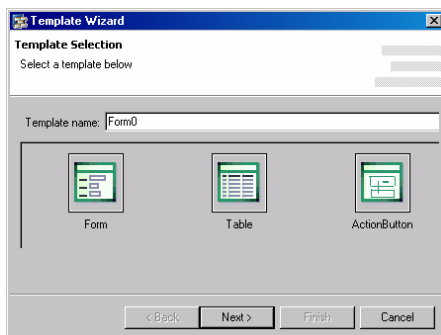 Template Wizard
Template Selection
Select a template below
Template name: Form0
Form Table ActionButton
< Back Next > Finish Cancel